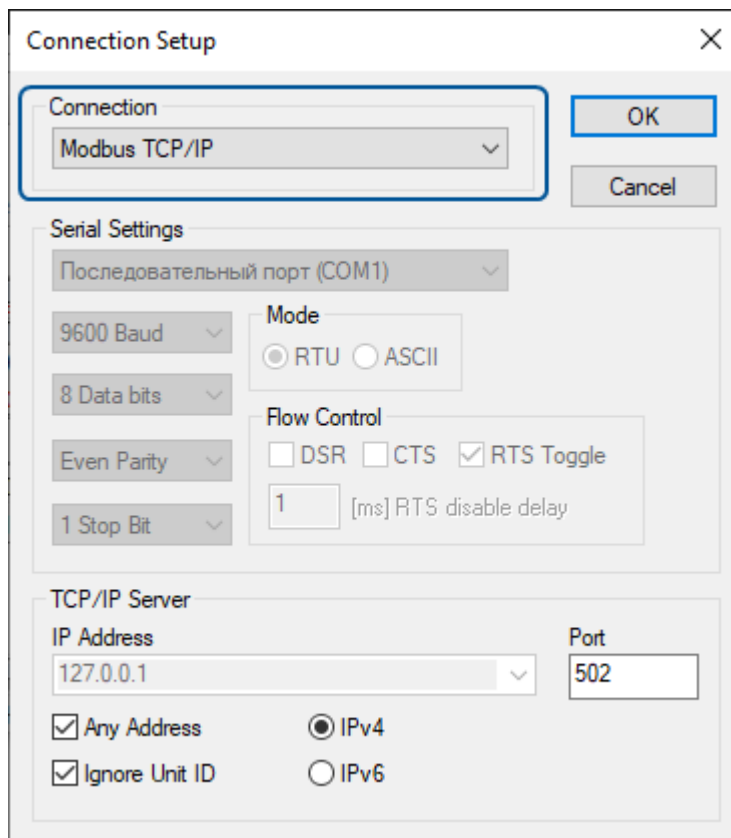 Connection Setup
Connection
OK
Modbus TCP/IP
Cancel
Serial Settings
Последовательный порт (COM1)
Mode
9600 Baud
RTU ASCII
8 Data bits
Flow Control
Even Parity
DSR CTS RTS Toggle
1 [ms] RTS disable delay
1 Stop Bit
TCP/IP Server
IP Address Port
127.0.0.1 502
Any Address IPv4
Ignore Unit ID IPv6